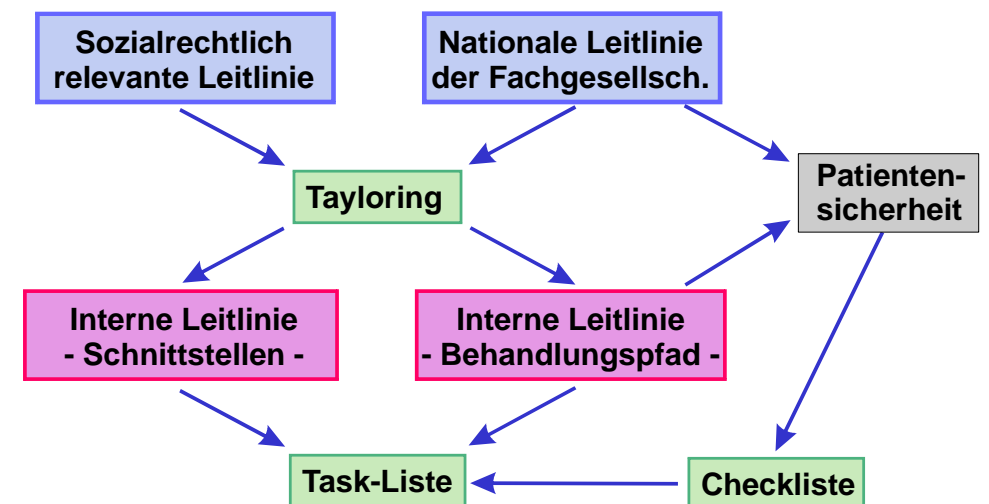 Sozialrechtlich
relevante Leitlinie
Nationale Leitlinie
der Fachgesellsch.
Tayloring
Patienten-
sicherheit
Interne Leitlinie
- Schnittstellen -
Interne Leitlinie
- Behandlungspfad -
Task-Liste
Checkliste